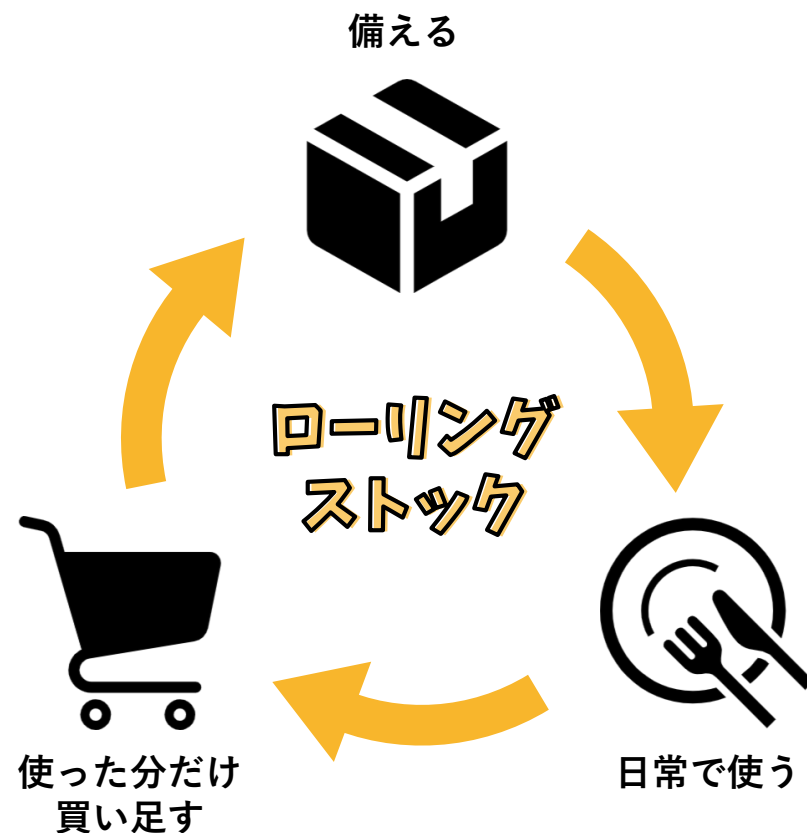 備える
ローリング
ストック
使った分だけ
買い足す
日常で使う